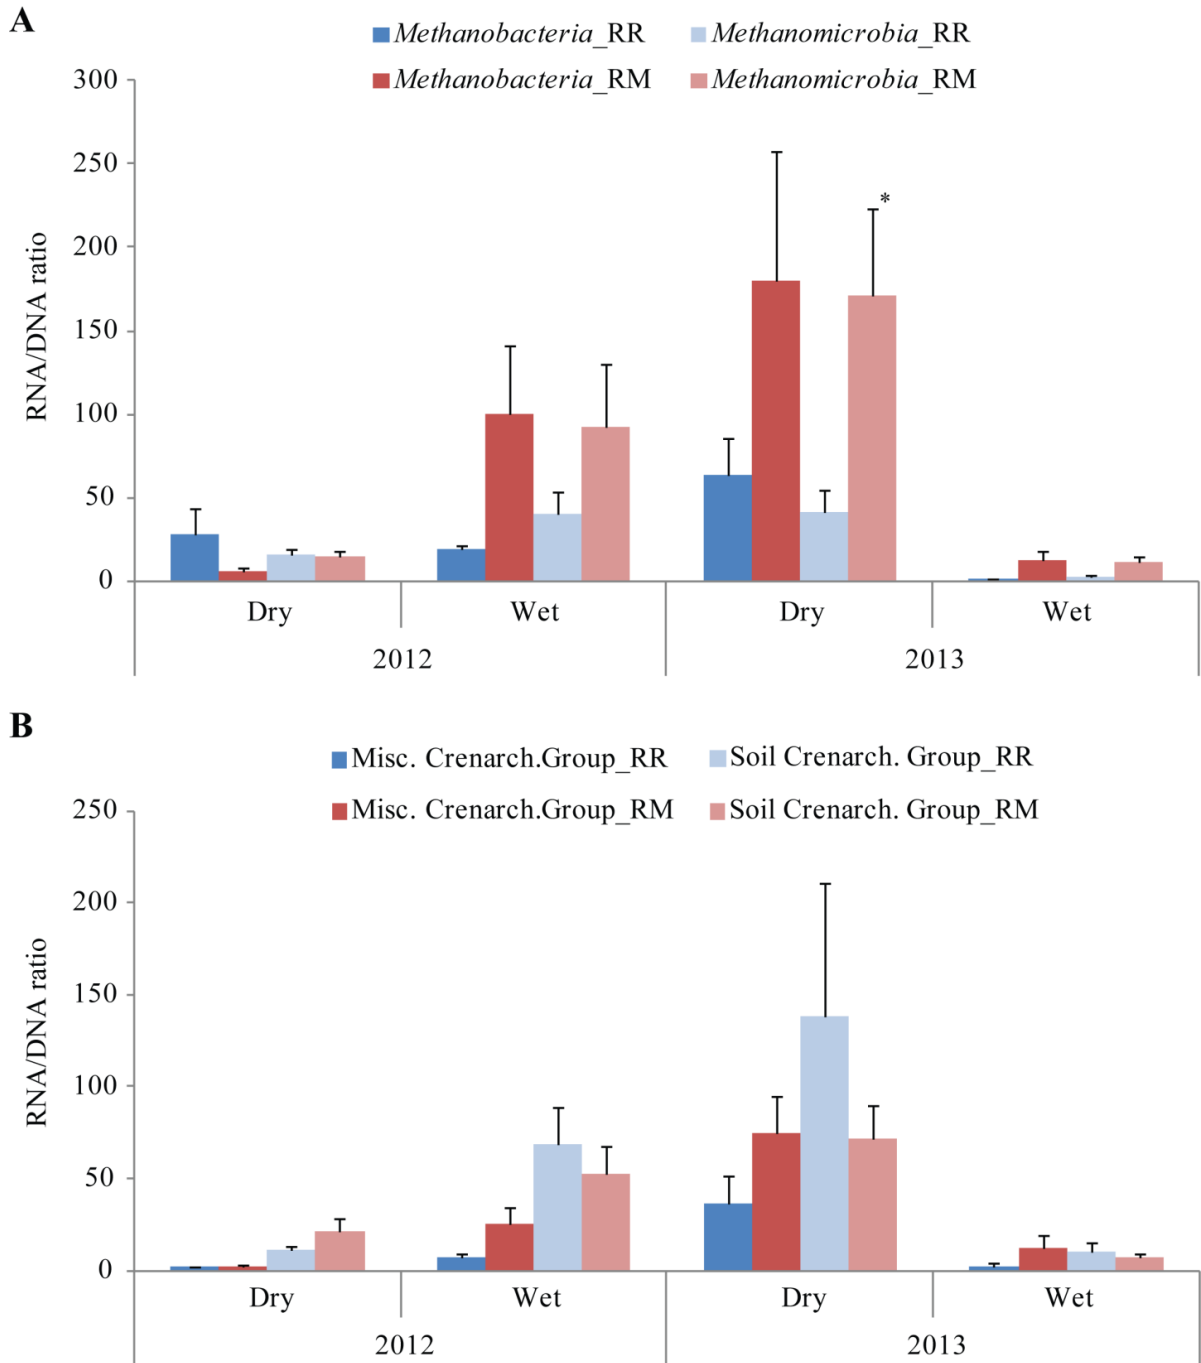 A
Methanobacteria_RR Methanomicrobia_RR
Methanobacteria_RM Methanomicrobia_RM
300
250
200
150
100
50
0
RNA/DNA ratio
*
Dry Wet Dry Wet
2012 2013
B
Misc. Crenarch.Group_RR Soil Crenarch. Group_RR
Misc. Crenarch.Group_RM Soil Crenarch. Group_RM
250
200
150
100
50
0
RNA/DNA ratio
Dry Wet Dry Wet
2012 2013